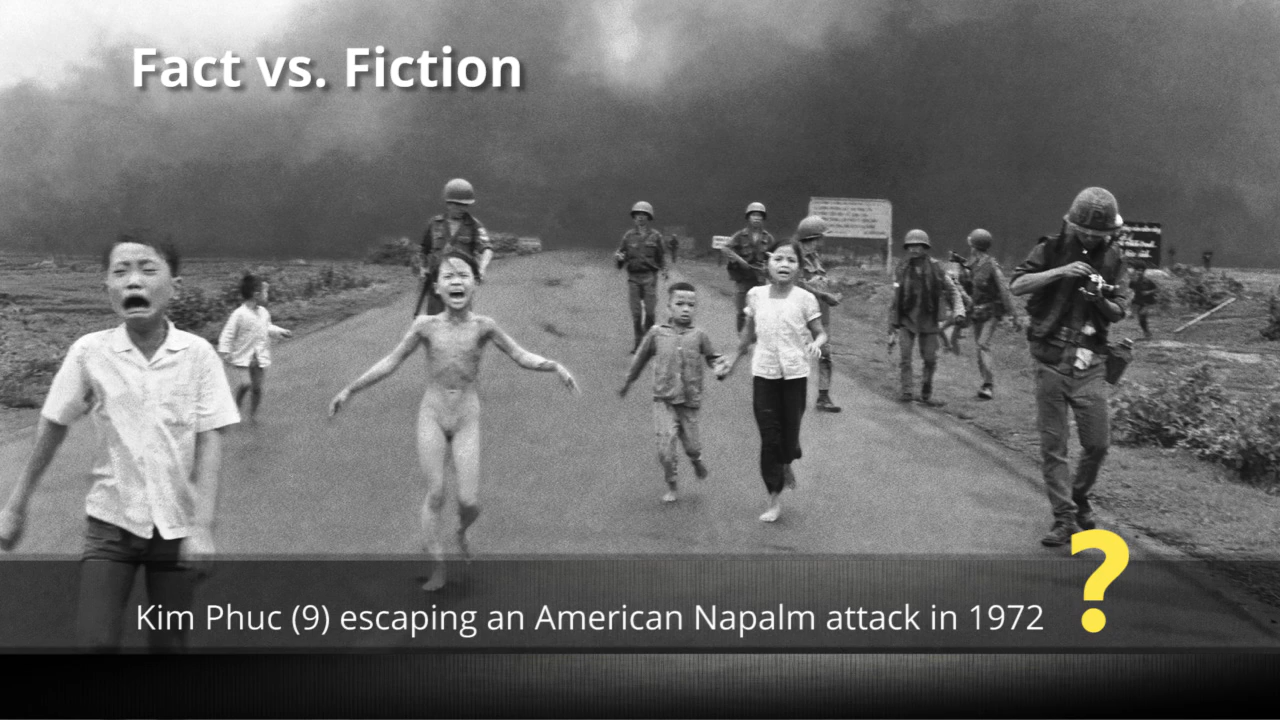 Fact vs. Fiction
Kim Phuc (9) escaping an American Napalm attack in 1972
?